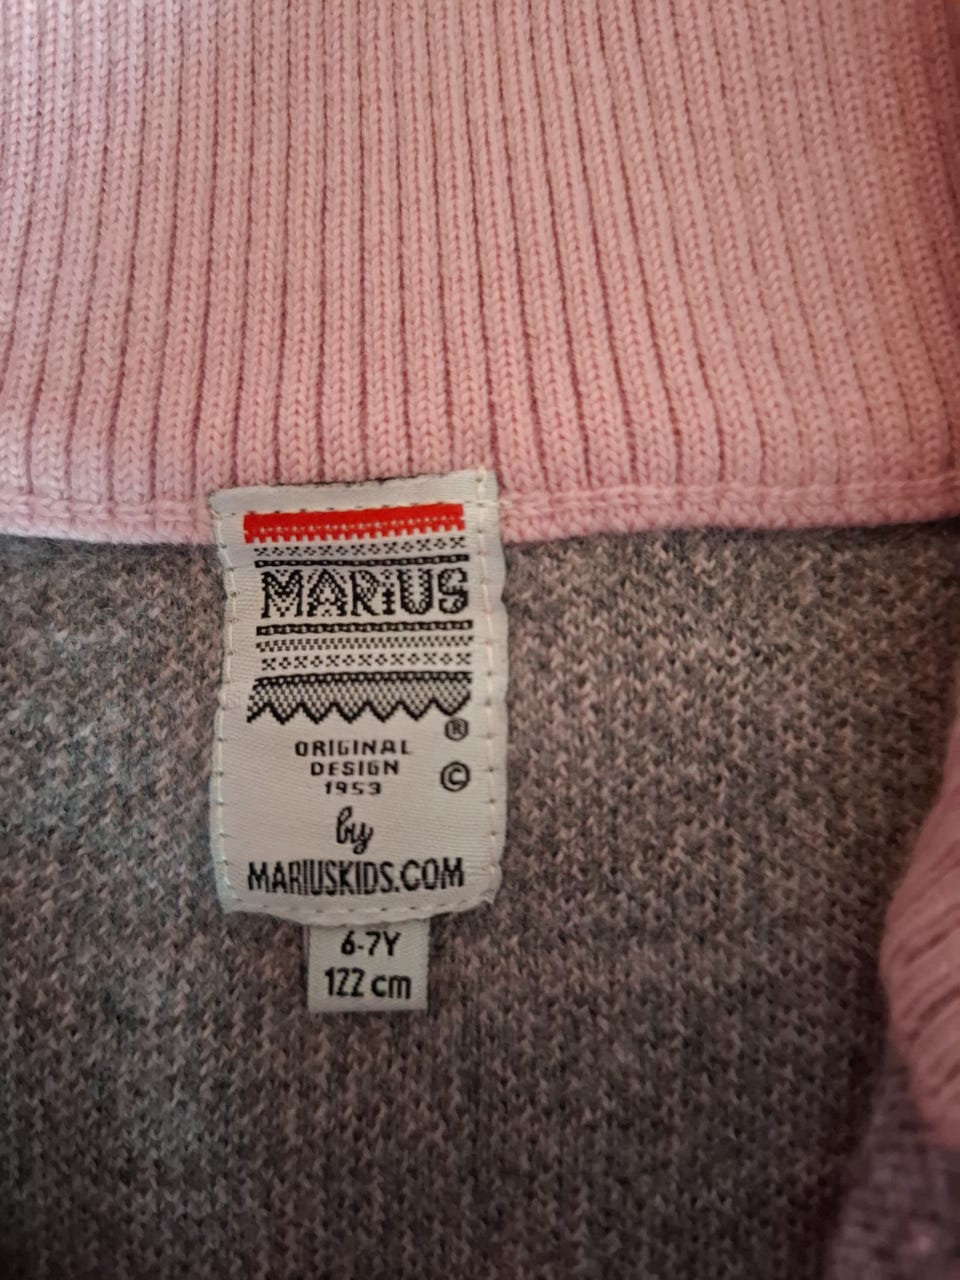 MARiUS
®
ORIGINAL
DESIGN
1953
©
by
MARIUSKIDS.COM
6-7Y
122 cm